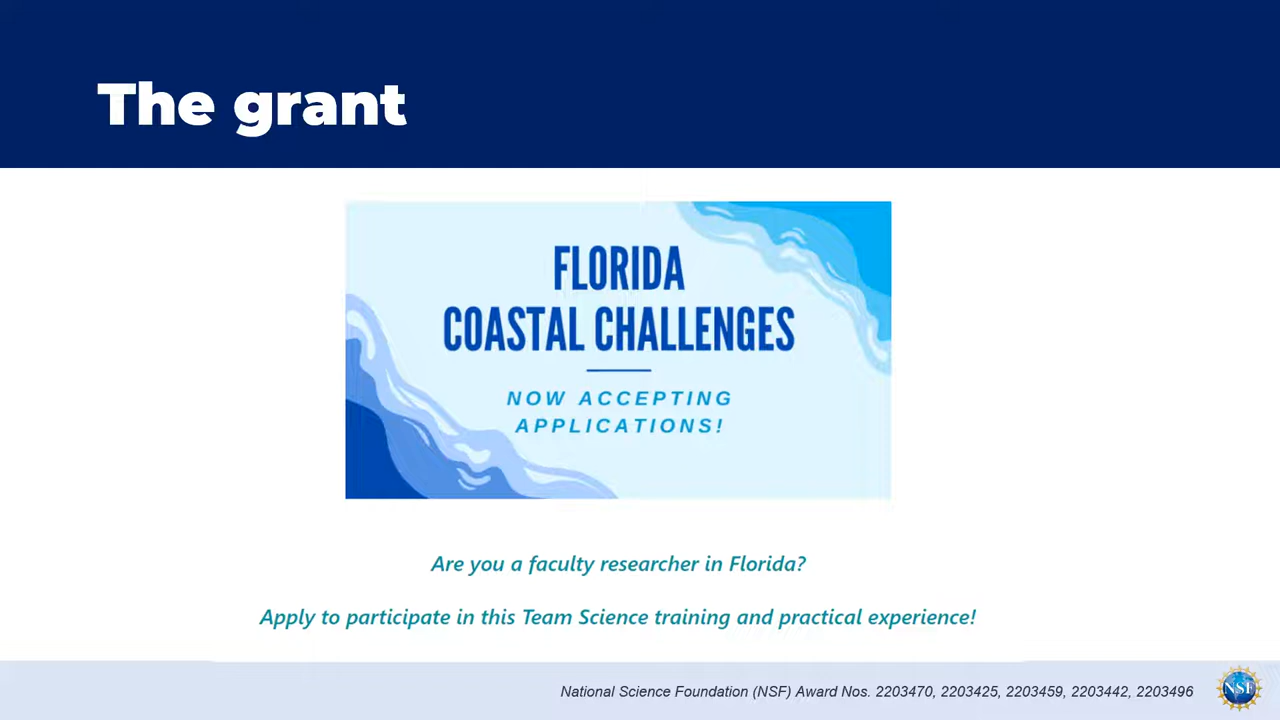 The grant
FLORIDA
COASTAL CHALLENGES
NOW ACCEPTING
APPLICATIONS!
Are you a faculty researcher in Florida?
Apply to participate in this Team Science training and practical experience!
National Science Foundation (NSF) Award Nos. 2203470, 2203425, 2203459, 2203442, 2203496
NSF